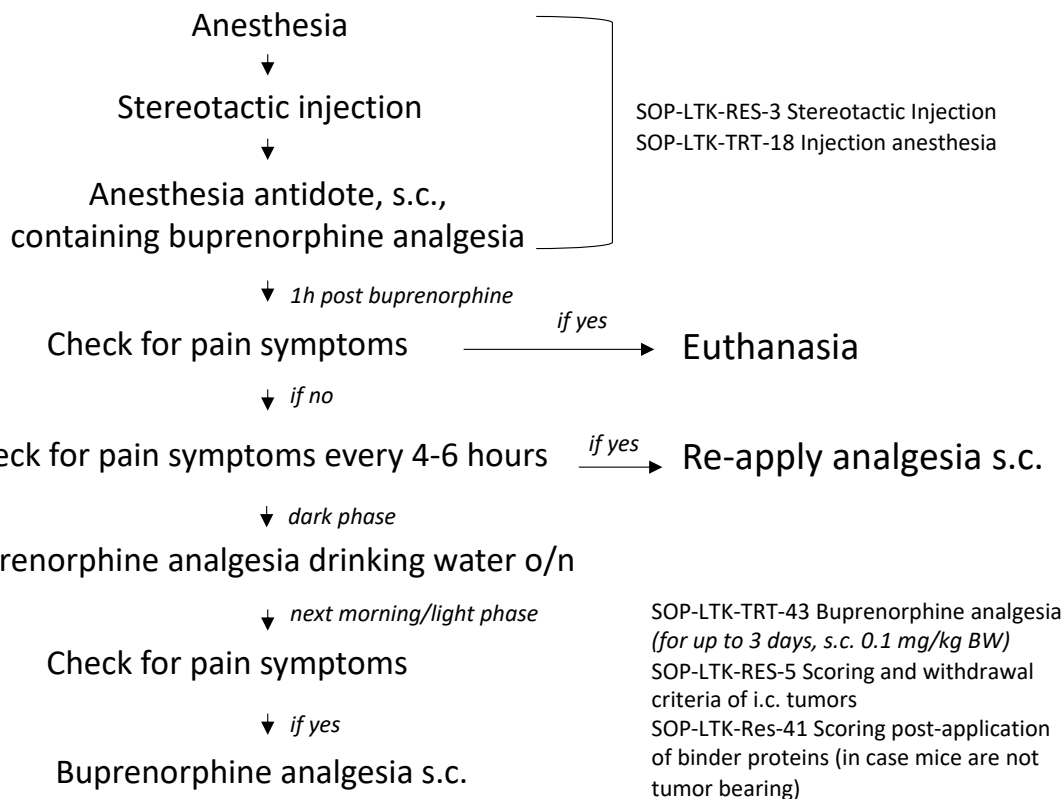 Anesthesia
Stereotactic injection
SOP-LTK-RES-3 Stereotactic Injection
SOP-LTK-TRT-18 Injection anesthesia
Anesthesia antidote, s.c.,
containing buprenorphine analgesia
1h post buprenorphine
Check for pain symptoms
if yes
Euthanasia
if no
eck for pain symptoms every 4-6 hours
if yes
Re-apply analgesia s.c.
dark phase
renorphine analgesia drinking water o/n
next morning/light phase
Check for pain symptoms
if yes
Buprenorphine analgesia s.c.
SOP-LTK-TRT-43 Buprenorphine analgesia
(for up to 3 days, s.c. 0.1 mg/kg BW)
SOP-LTK-RES-5 Scoring and withdrawal
criteria of i.c. tumors
SOP-LTK-Res-41 Scoring post-application
of binder proteins (in case mice are not
tumor bearing)